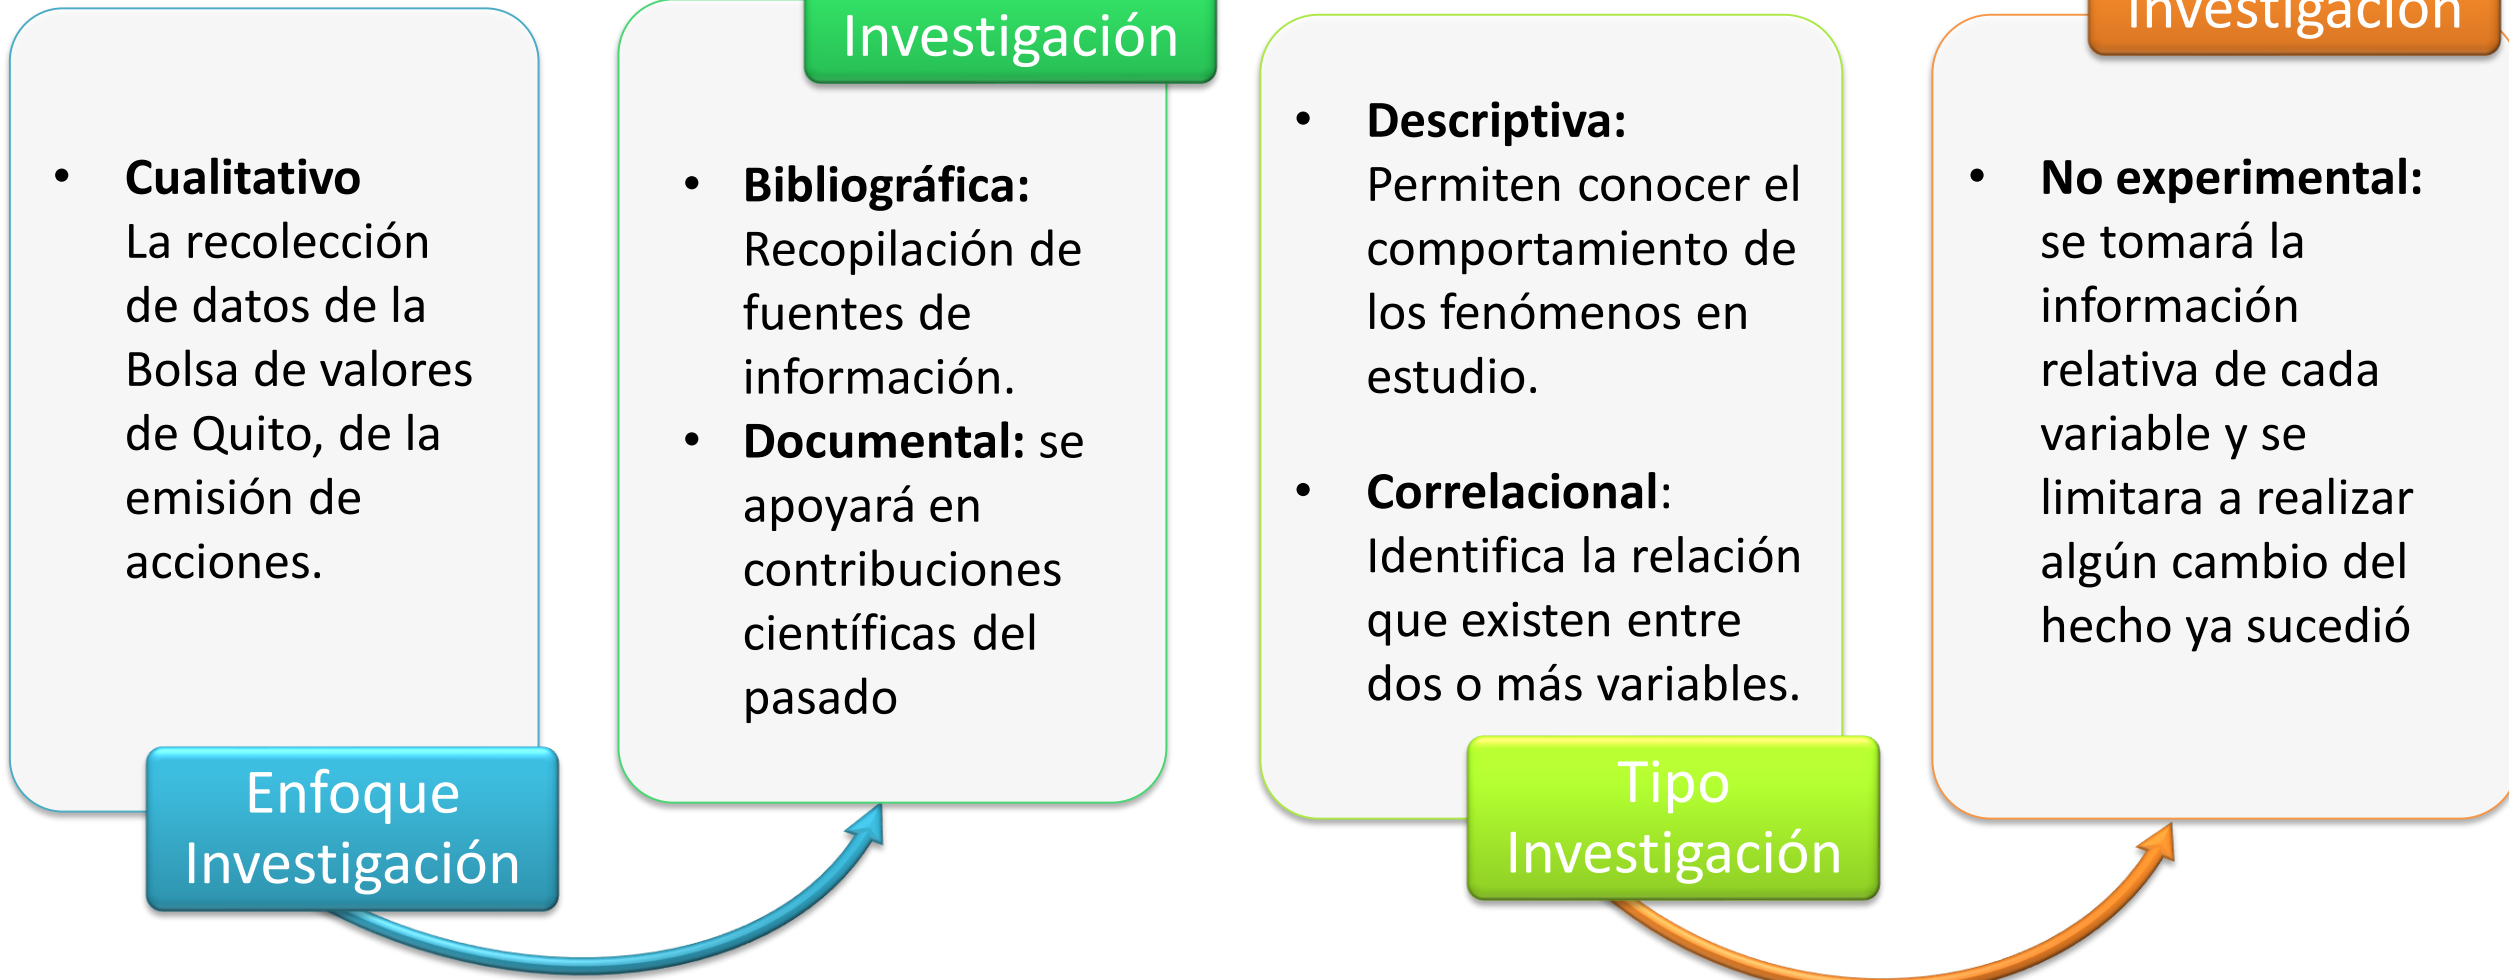 • Cualitativo
La recolección
de datos de la
Bolsa de valores
de Quito, de la
emisión de
acciones.
Enfoque
Investigación
Investigación
• Bibliográfica:
Recopilación de
fuentes de
información.
• Documental: se
apoyará en
contribuciones
científicas del
pasado
• Descriptiva:
Permiten conocer el
comportamiento de
los fenómenos en
estudio.
• Correlacional:
Identifica la relación
que existen entre
dos o más variables.
Tipo
Investigación
Investigación
• No experimental:
se tomará la
información
relativa de cada
variable y se
limitara a realizar
algún cambio del
hecho ya sucedió